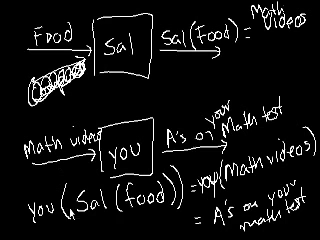 Food
Sal
Sal(Food) = Math videos
Math videos
you
A's on your Math test
you(Sal(food)) = you(Math videos)
= A's on your math test